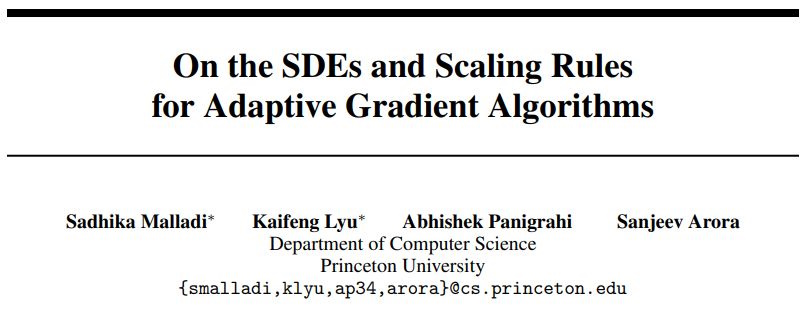 On the SDEs and Scaling Rules
for Adaptive Gradient Algorithms
Sadhika Malladi* Kaifeng Lyu* Abhishek Panigrahi Sanjeev Arora
Department of Computer Science
Princeton University
{smalladi,klyu,ap34,arora}@cs.princeton.edu